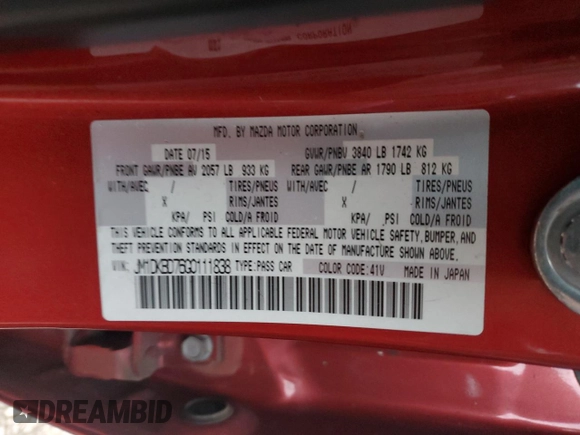 MFD. BY MAZDA MOTOR CORPORATION.
DATE 07/15 GVWR/PNBV 3840 LB 1742 KG
FRONT GAWR/PNBE AV 2057 LB 933 KG REAR GAWR/PNBE AR 1790 LB 812 KG
WITH/AVEC / TIRES/PNEUS WITH/AVEC / TIRES/PNEUS
X RIMS/JANTES X RIMS/JANTES
KPA/ PSI COLD/A FROID KPA/ PSI COLD/A FROID
THIS VEHICLE CONFORMS TO ALL APPLICABLE FEDERAL MOTOR VEHICLE SAFETY, BUMPER, AND
THEFT PREVENTION STANDARDS IN EFFECT ON THE DATE OF MANUFACTURE SHOWN ABOVE.
VIN: JM1DKBD76G0111838 TYPE:PASS CAR COLOR CODE:41V MADE IN JAPAN
DREAMBID